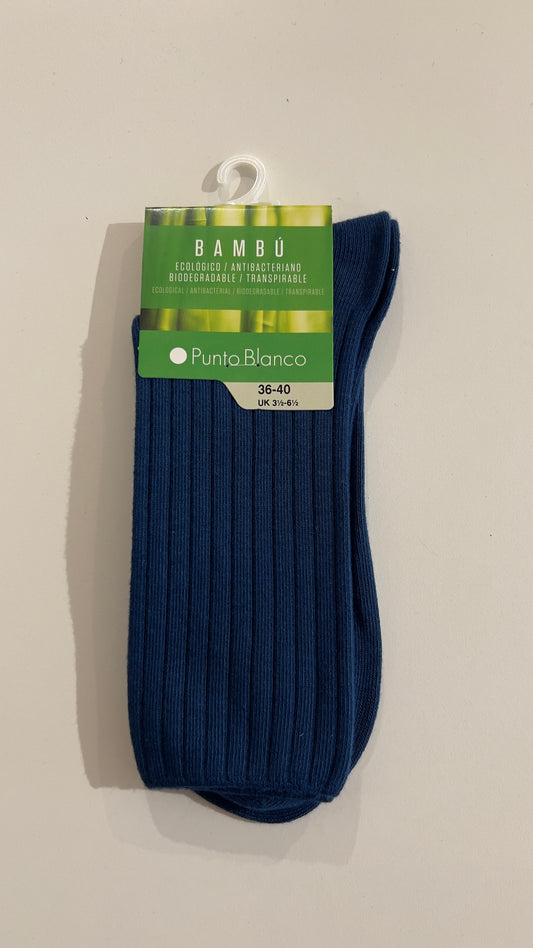 BAMBÚ
ECOLÓGICO / ANTIBACTERIANO
BIODEGRADABLE / TRANSPIRABLE
ECOLOGICAL / ANTIBACTERIAL / BIODEGRADABLE / TRANSPIRABLE
Punto Blanco
36-40
UK 3½-6½